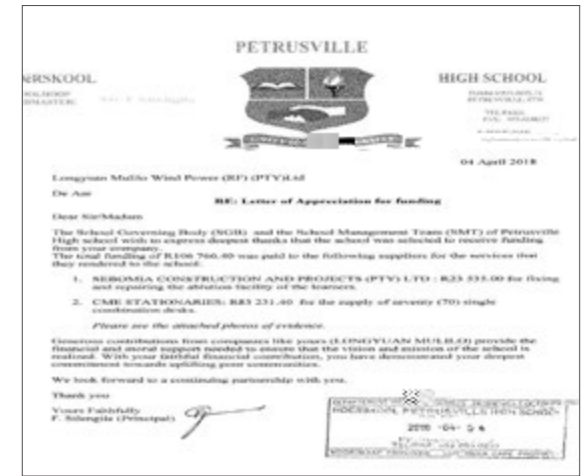 PETRUSVILLE
HIGH SCHOOL
04 April 2018
Longyuan Mulilo Wind Power (RF) (PTY)Ltd
De Aar
RE: Letter of Appreciation for funding
Dear Sir/Madam
The School Governing Body (SGB) and the School Management Team (SMT) of Petrusville
High school wish to express deepest thanks that the school was selected to receive funding
from your company.
The total funding of R106 766.40 was paid to the following suppliers for the services that
they rendered to the school.
1. SEBOMIA CONSTRUCTION AND PROJECTS (PTY) LTD : R23 535.00 for fixing
and repairing the ablution facility of the learners.
2. CME STATIONARIES: R83 231.40 for the supply of seventy (70) single
combination desks.
Please see the attached photos of evidence.
Generous contributions from companies like yours (LONGYUAN MULILO) provide the
financial and moral support needed to ensure that the vision and mission of the school is
realized. With your faithful financial contribution, you have demonstrated your deepest
commitment towards uplifting poor communities.
We look forward to a continuing partnership with you.
Thank you
Yours Faithfully
F. Silengile (Principal)
HOËRSKOOL PETRUSVILLE HIGH SCHOOL